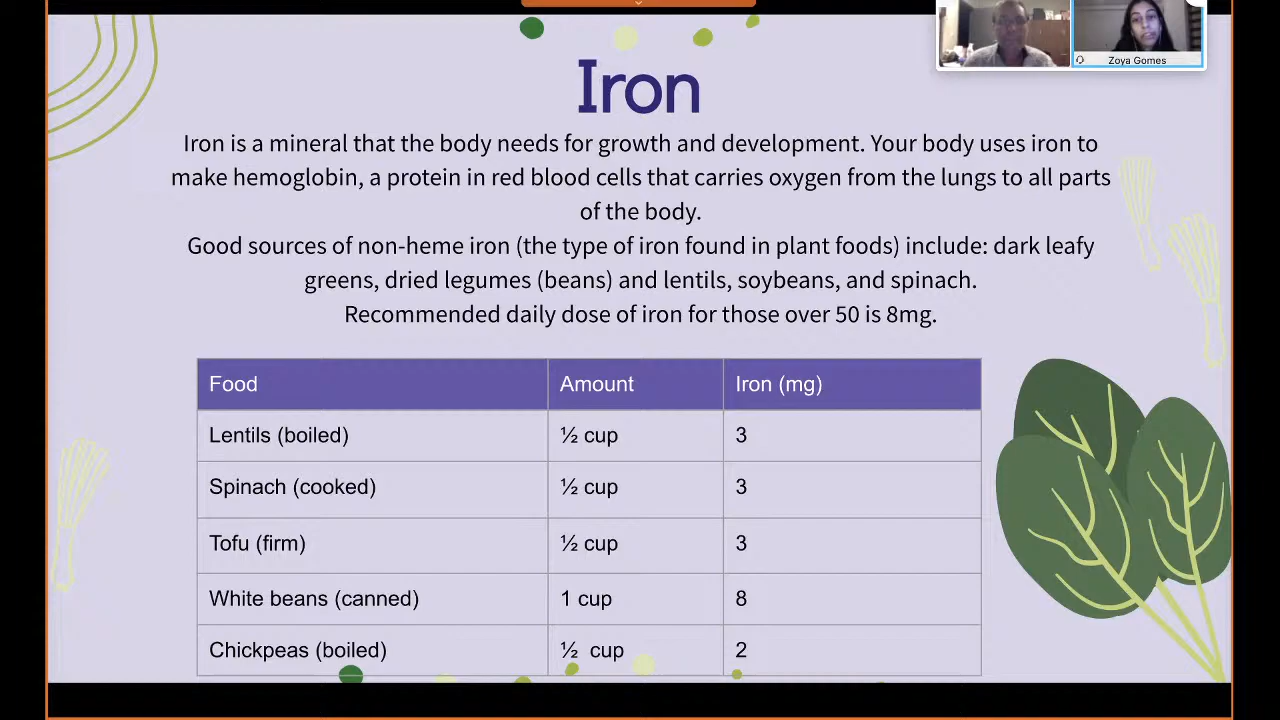 Zoya Gomes
Iron
Iron is a mineral that the body needs for growth and development. Your body uses iron to
make hemoglobin, a protein in red blood cells that carries oxygen from the lungs to all parts
of the body.
Good sources of non-heme iron (the type of iron found in plant foods) include: dark leafy
greens, dried legumes (beans) and lentils, soybeans, and spinach.
Recommended daily dose of iron for those over 50 is 8mg.
Food Amount Iron (mg)
Lentils (boiled) ½ cup 3
Spinach (cooked) ½ cup 3
Tofu (firm) ½ cup 3
White beans (canned) 1 cup 8
Chickpeas (boiled) ½ cup 2